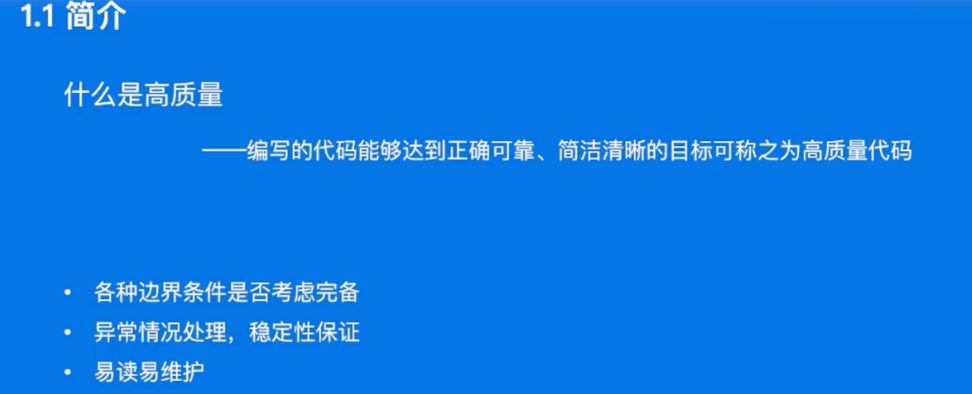 1.1 简介
什么是高质量
——编写的代码能够达到正确可靠、简洁清晰的目标可称之为高质量代码
• 各种边界条件是否考虑完备
• 异常情况处理，稳定性保证
• 易读易维护